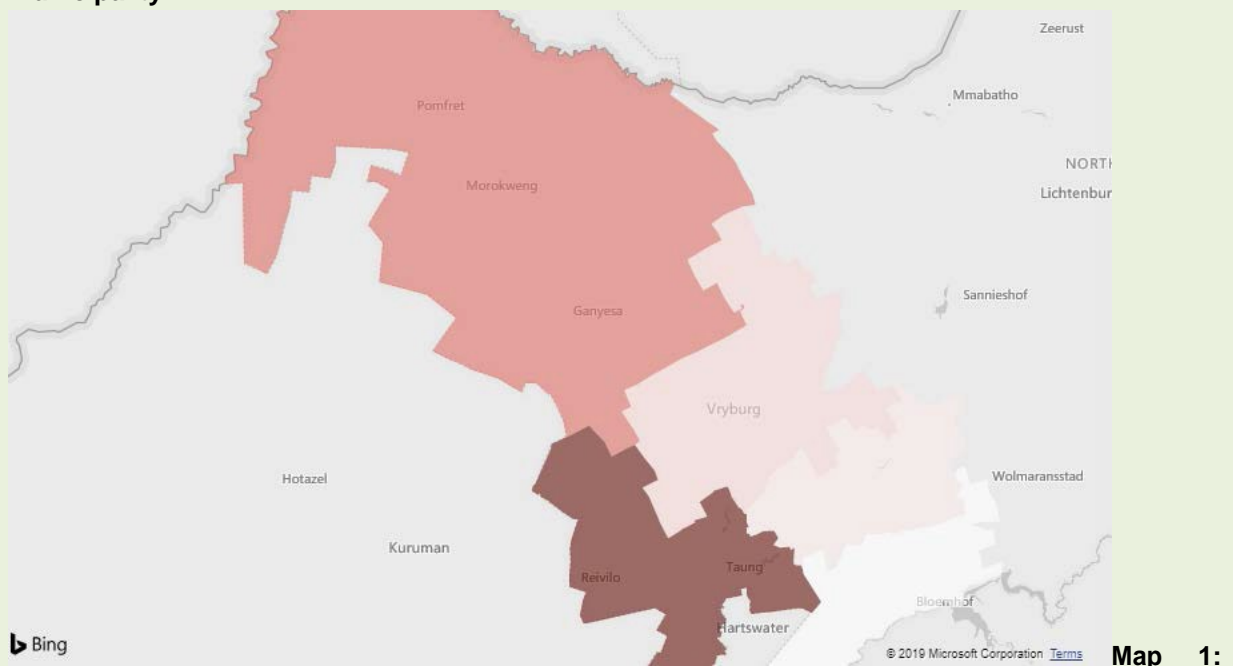 Zeerust
Pomfret
Mmabatho
NORTH
Morokweng
Lichtenbur
Sannieshof
Ganyesa
Vryburg
Hotazel
Wolmaransstad
Kuruman
Taung
Reivilo
Bloemhof
Hartswater
Bing
© 2019 Microsoft Corporation Terms
Map 1: